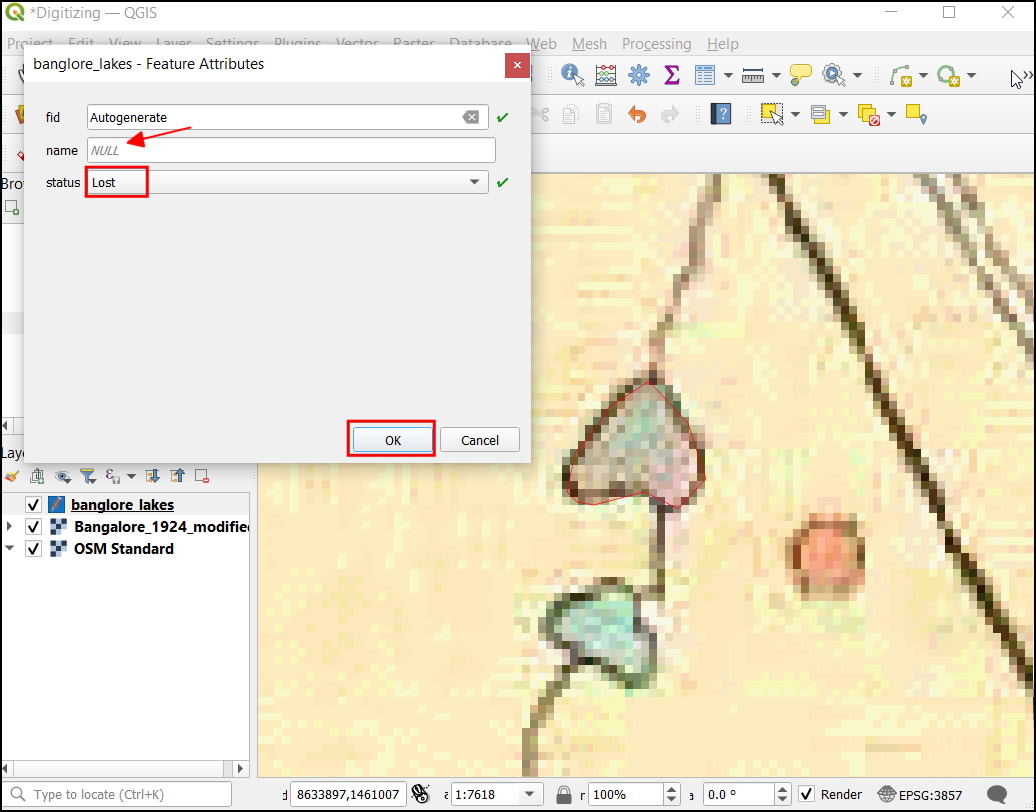 *Digitizing — QGIS
Project Edit View Layer Settings Plugins Vector Raster Database Web Mesh Processing Help
banglore_lakes - Feature Attributes
fid Autogenerate
name NULL
status Lost
OK Cancel
Bro
Laye
banglore_lakes
Bangalore_1924_modified
OSM Standard
Type to locate (Ctrl+K)
8633897,1461007
1:7618
100%
0.0 °
Render
EPSG:3857